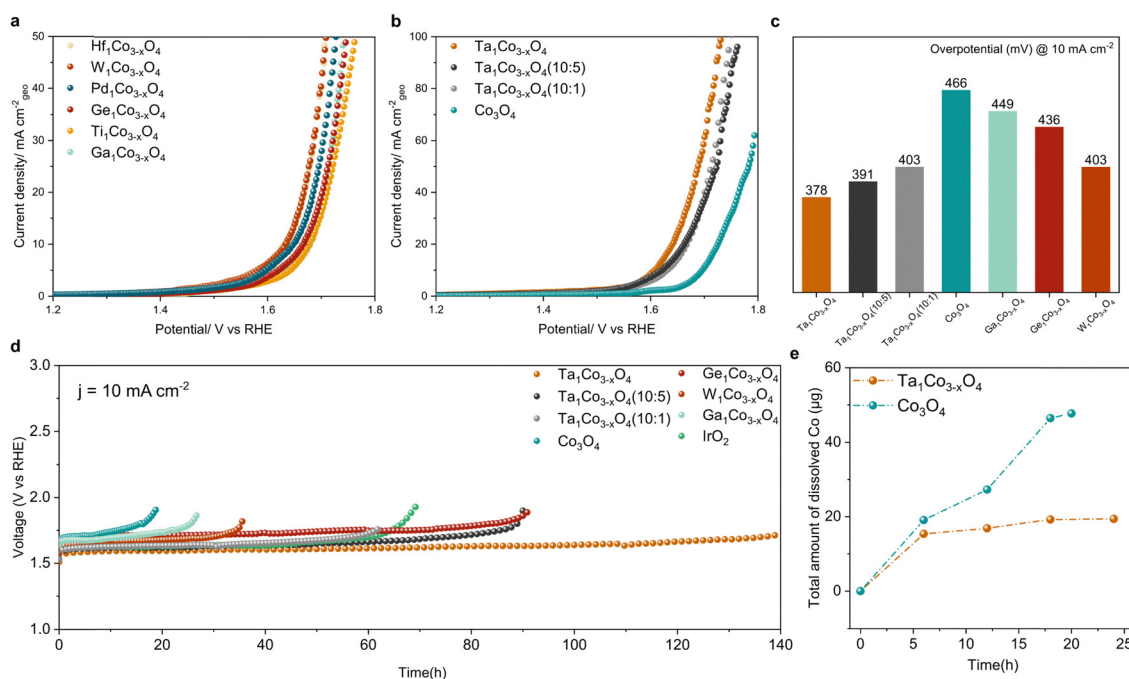 a
50
40
30
20
10
0
Current density/ mA cm⁻²geo
Hf₁Co₃₋ₓO₄
W₁Co₃₋ₓO₄
Pd₁Co₃₋ₓO₄
Ge₁Co₃₋ₓO₄
Ti₁Co₃₋ₓO₄
Ga₁Co₃₋ₓO₄
1.2 1.4 1.6 1.8
Potential/ V vs RHE
b
100
80
60
40
20
0
Current density/ mA cm⁻²geo
Ta₁Co₃₋ₓO₄
Ta₁Co₃₋ₓO₄(10:5)
Ta₁Co₃₋ₓO₄(10:1)
Co₃O₄
1.2 1.4 1.6 1.8
Potential/ V vs RHE
c
Overpotential (mV) @ 10 mA cm⁻²
378
391
403
466
449
436
403
Ta₁Co₃₋ₓO₄
Ta₁Co₃₋ₓO₄(10:5)
Ta₁Co₃₋ₓO₄(10:1)
Co₃O₄
Ga₁Co₃₋ₓO₄
Ge₁Co₃₋ₓO₄
W₁Co₃₋ₓO₄
d
3.0
2.5
2.0
1.5
1.0
Voltage (V vs RHE)
j = 10 mA cm⁻²
Ta₁Co₃₋ₓO₄
Ta₁Co₃₋ₓO₄(10:5)
Ta₁Co₃₋ₓO₄(10:1)
Co₃O₄
Ge₁Co₃₋ₓO₄
W₁Co₃₋ₓO₄
Ga₁Co₃₋ₓO₄
IrO₂
0 20 40 60 80 100 120 140
Time(h)
e
60
40
20
0
Total amount of dissolved Co (µg)
Ta₁Co₃₋ₓO₄
Co₃O₄
0 5 10 15 20 25
Time(h)